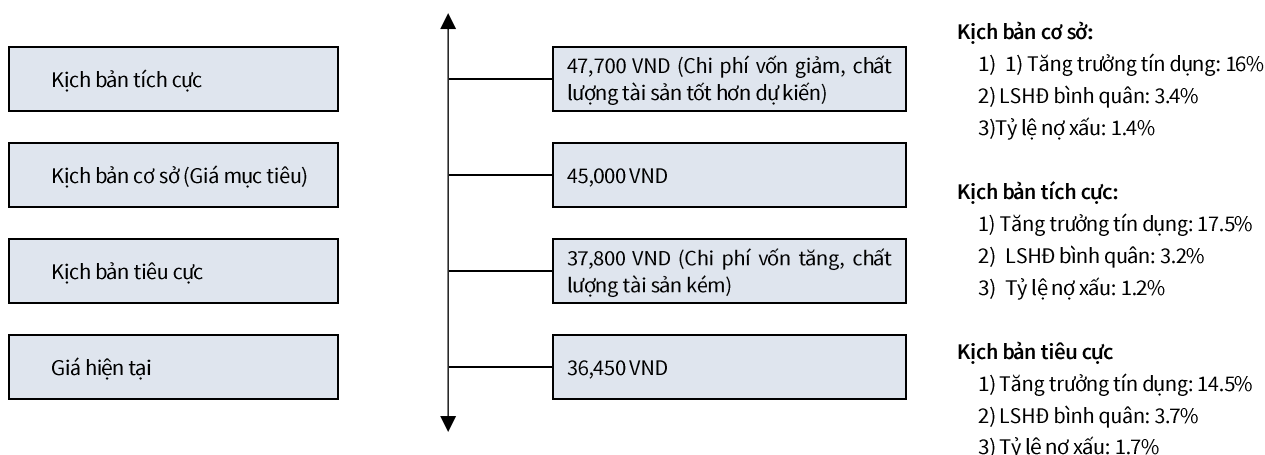 Kịch bản tích cực
47,700 VND (Chi phí vốn giảm, chất
lượng tài sản tốt hơn dự kiến)
Kịch bản cơ sở (Giá mục tiêu)
45,000 VND
Kịch bản tiêu cực
37,800 VND (Chi phí vốn tăng, chất
lượng tài sản kém)
Giá hiện tại
36,450 VND
Kịch bản cơ sở:
1) 1) Tăng trưởng tín dụng: 16%
2) LSHĐ bình quân: 3.4%
3)Tỷ lệ nợ xấu: 1.4%
Kịch bản tích cực:
1) Tăng trưởng tín dụng: 17.5%
2) LSHĐ bình quân: 3.2%
3) Tỷ lệ nợ xấu: 1.2%
Kịch bản tiêu cực
1) Tăng trưởng tín dụng: 14.5%
2) LSHĐ bình quân: 3.7%
3) Tỷ lệ nợ xấu: 1.7%